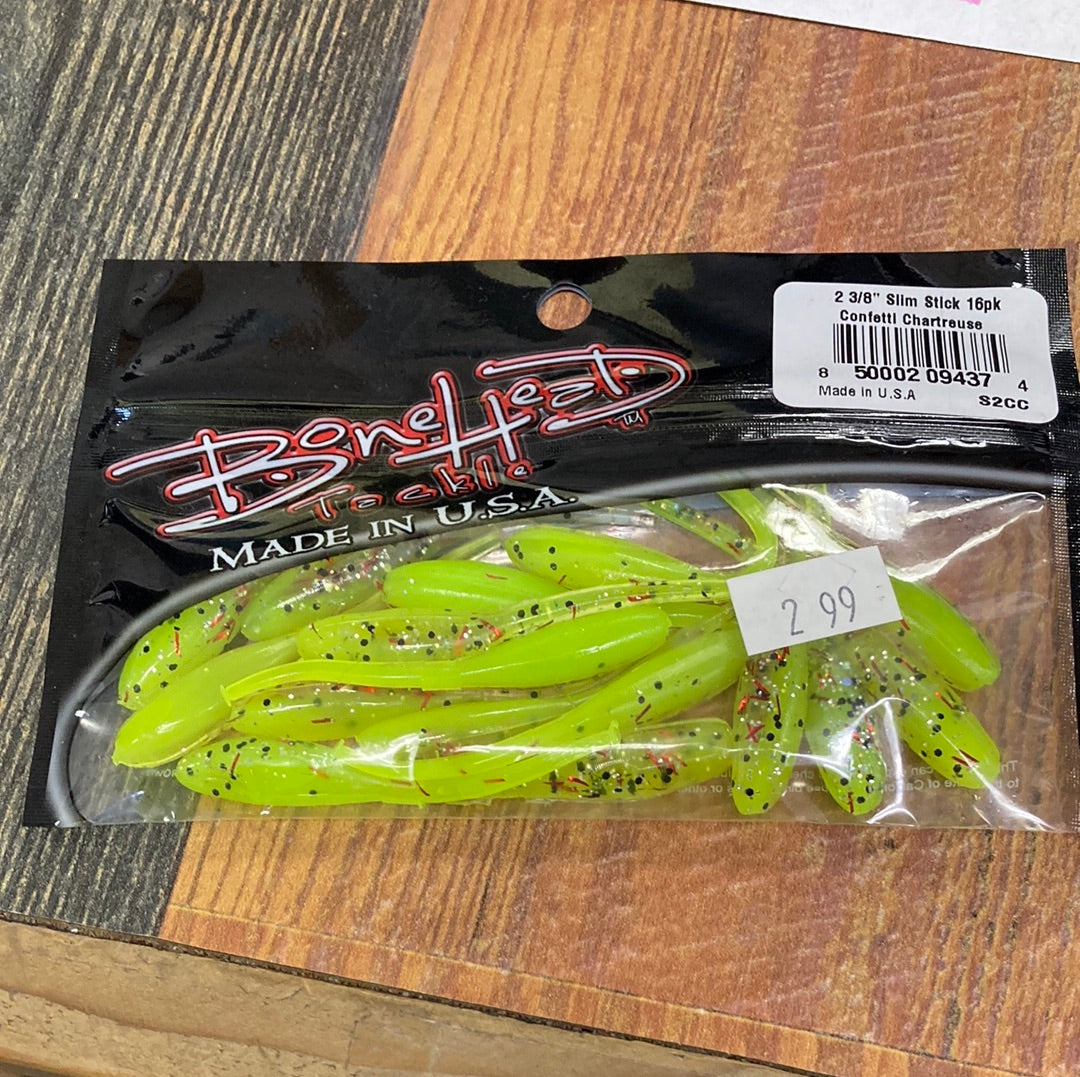 2 3/8" Slim Stick 16pk
Confetti Chartreuse
8 50002 09437 4
Made in U.S.A
S2CC
BoneHead TM
Tackle
MADE IN U.S.A.
2 99